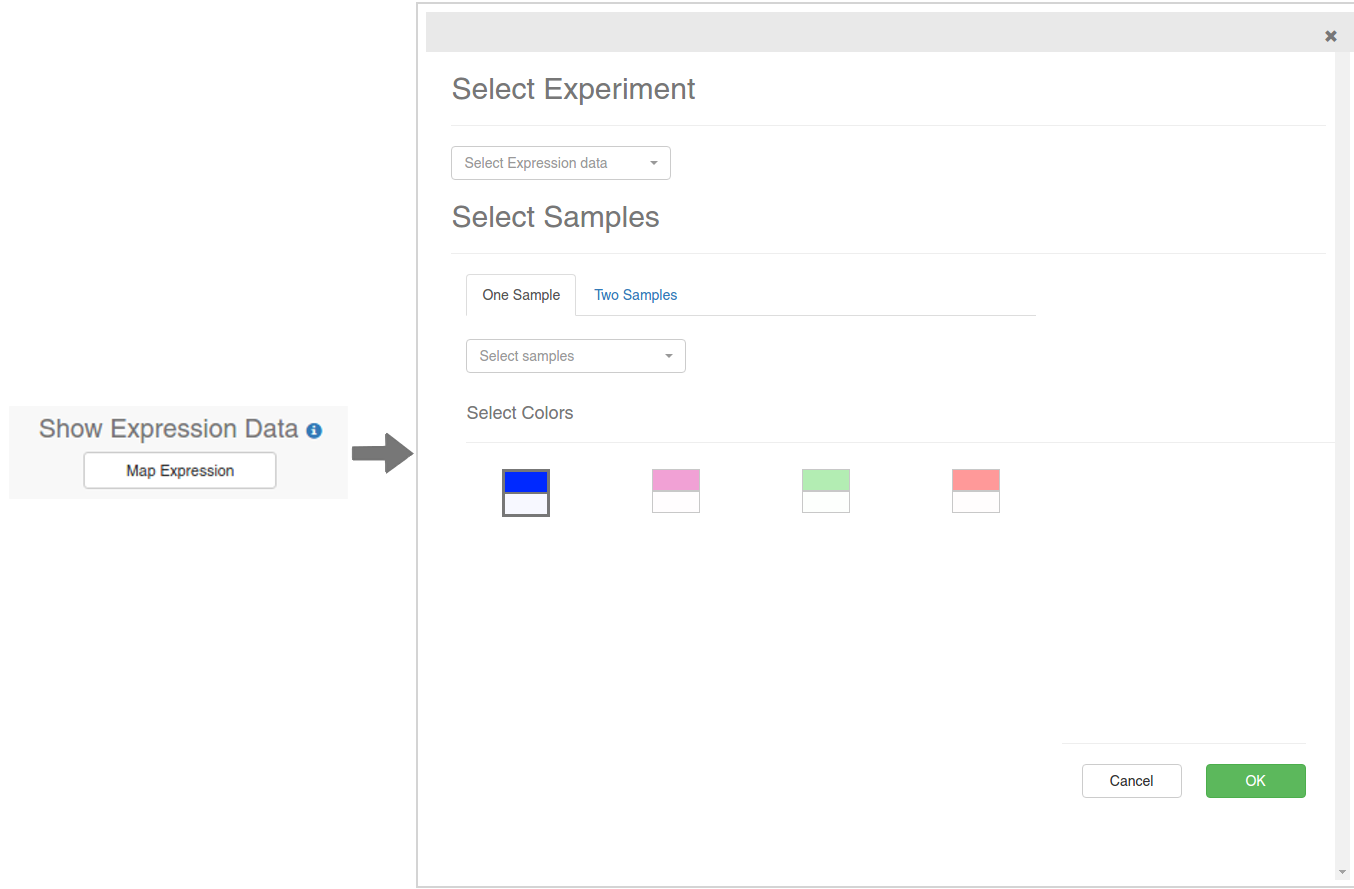 Show Expression Data
Map Expression
Select Experiment
Select Expression data
Select Samples
One Sample
Two Samples
Select samples
Select Colors
Cancel
OK